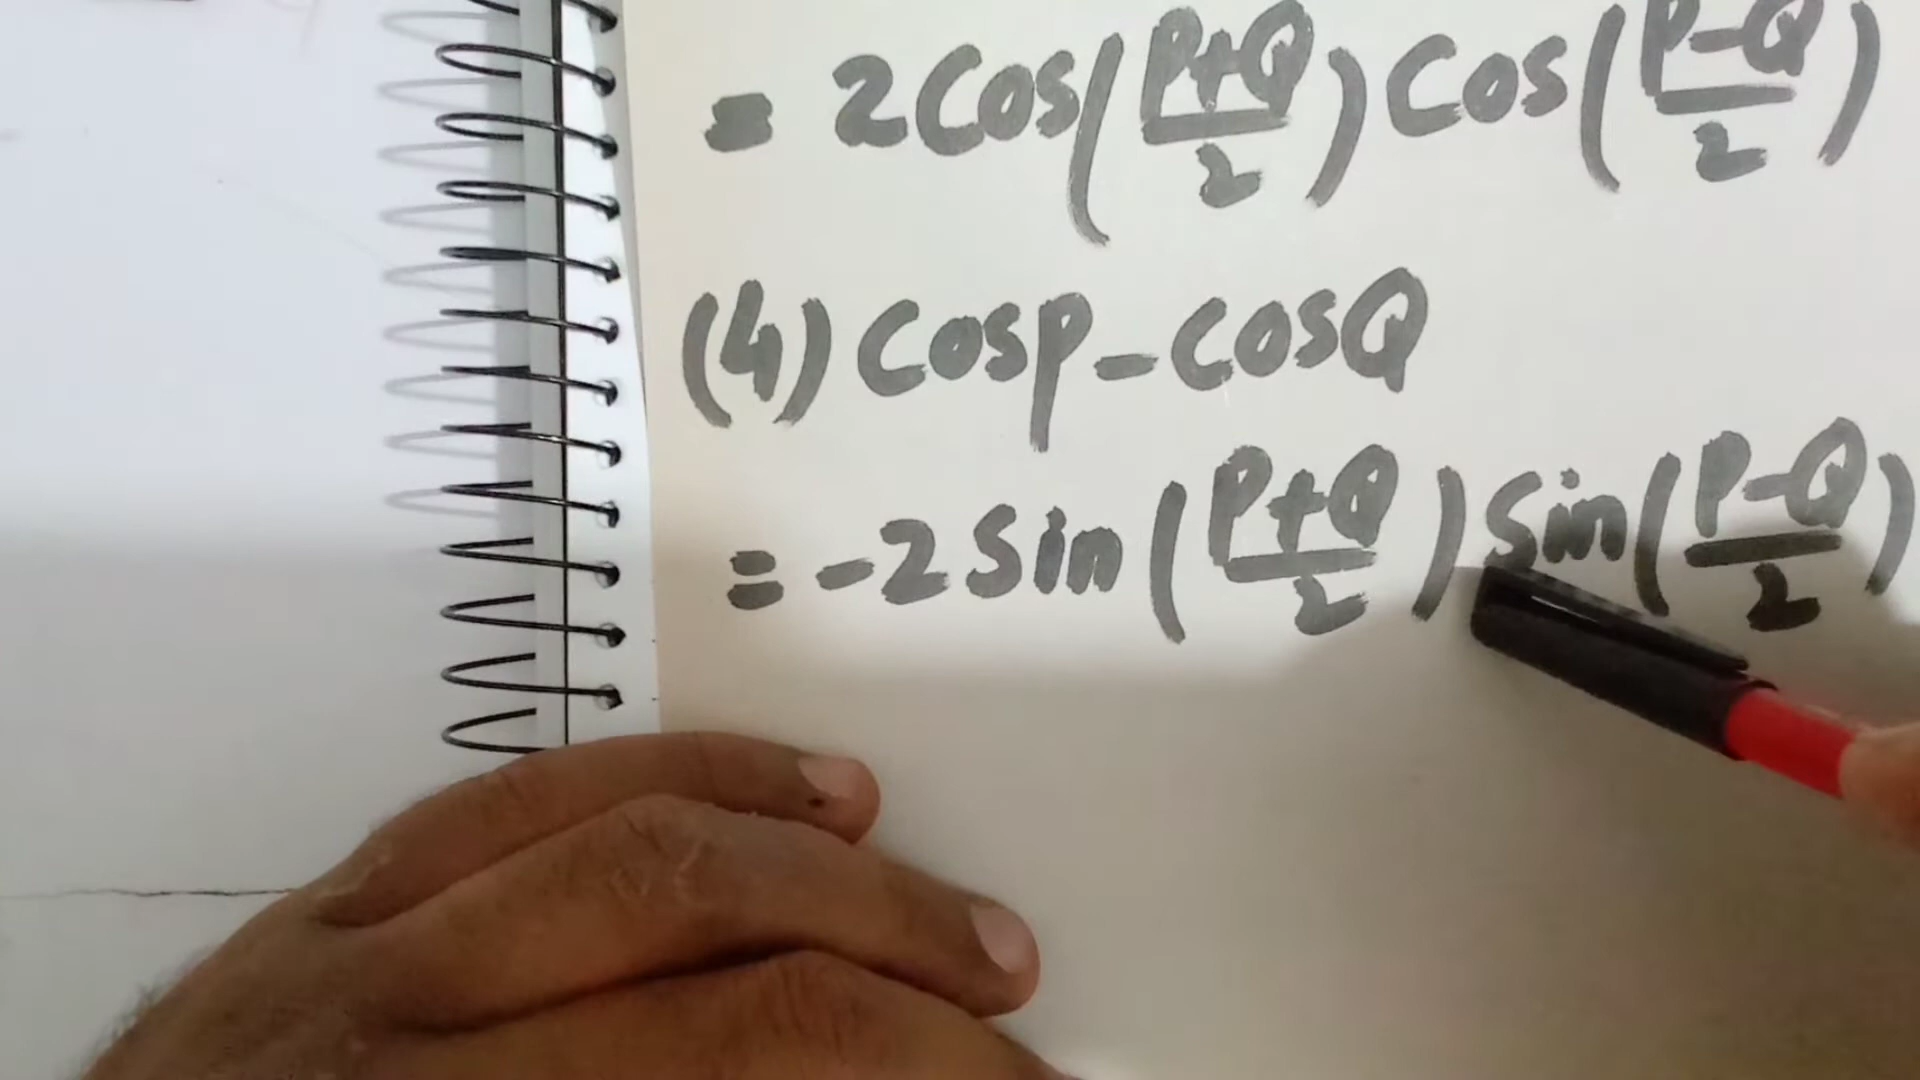 = 2Cos(P+Q/2)Cos(P-Q/2)
(4) CosP-CosQ
= -2Sin(P+Q/2)Sin(P-Q/2)